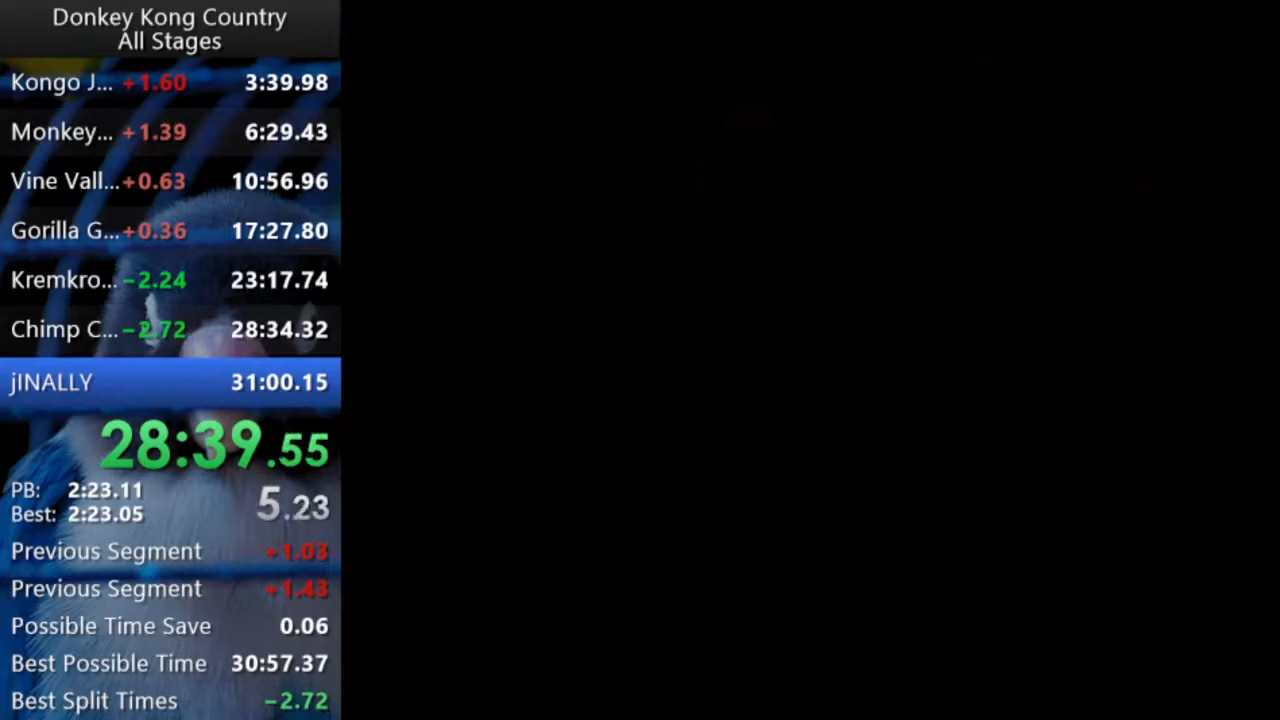 Donkey Kong Country
All Stages
Kongo J... +1.60 3:39.98
Monkey... +1.39 6:29.43
Vine Vall... +0.63 10:56.96
Gorilla G... +0.36 17:27.80
Kremkro... -2.24 23:17.74
Chimp C... -2.72 28:34.32
jINALLY 31:00.15
28:39.55
PB: 2:23.11
Best: 2:23.05
5.23
Previous Segment +1.03
Previous Segment +1.43
Possible Time Save 0.06
Best Possible Time 30:57.37
Best Split Times -2.72